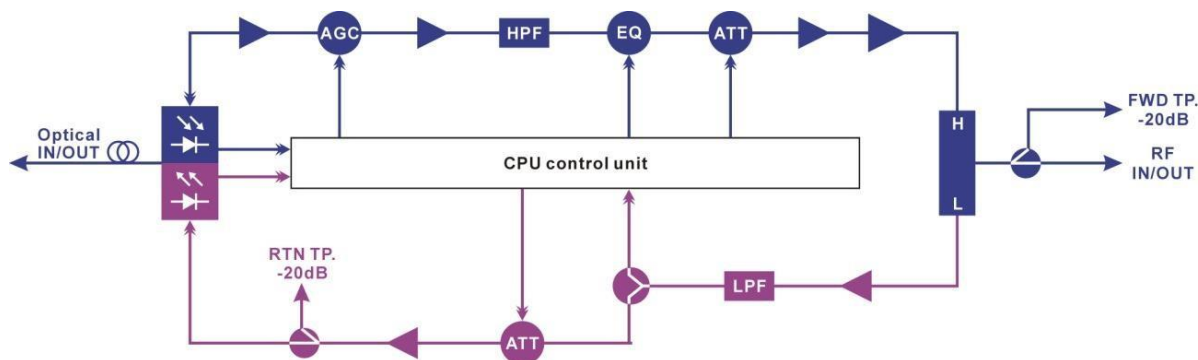 AGC
HPF
EQ
ATT
FWD TP.
-20dB
H
Optical
IN/OUT
CPU control unit
RF
IN/OUT
L
RTN TP.
-20dB
LPF
ATT